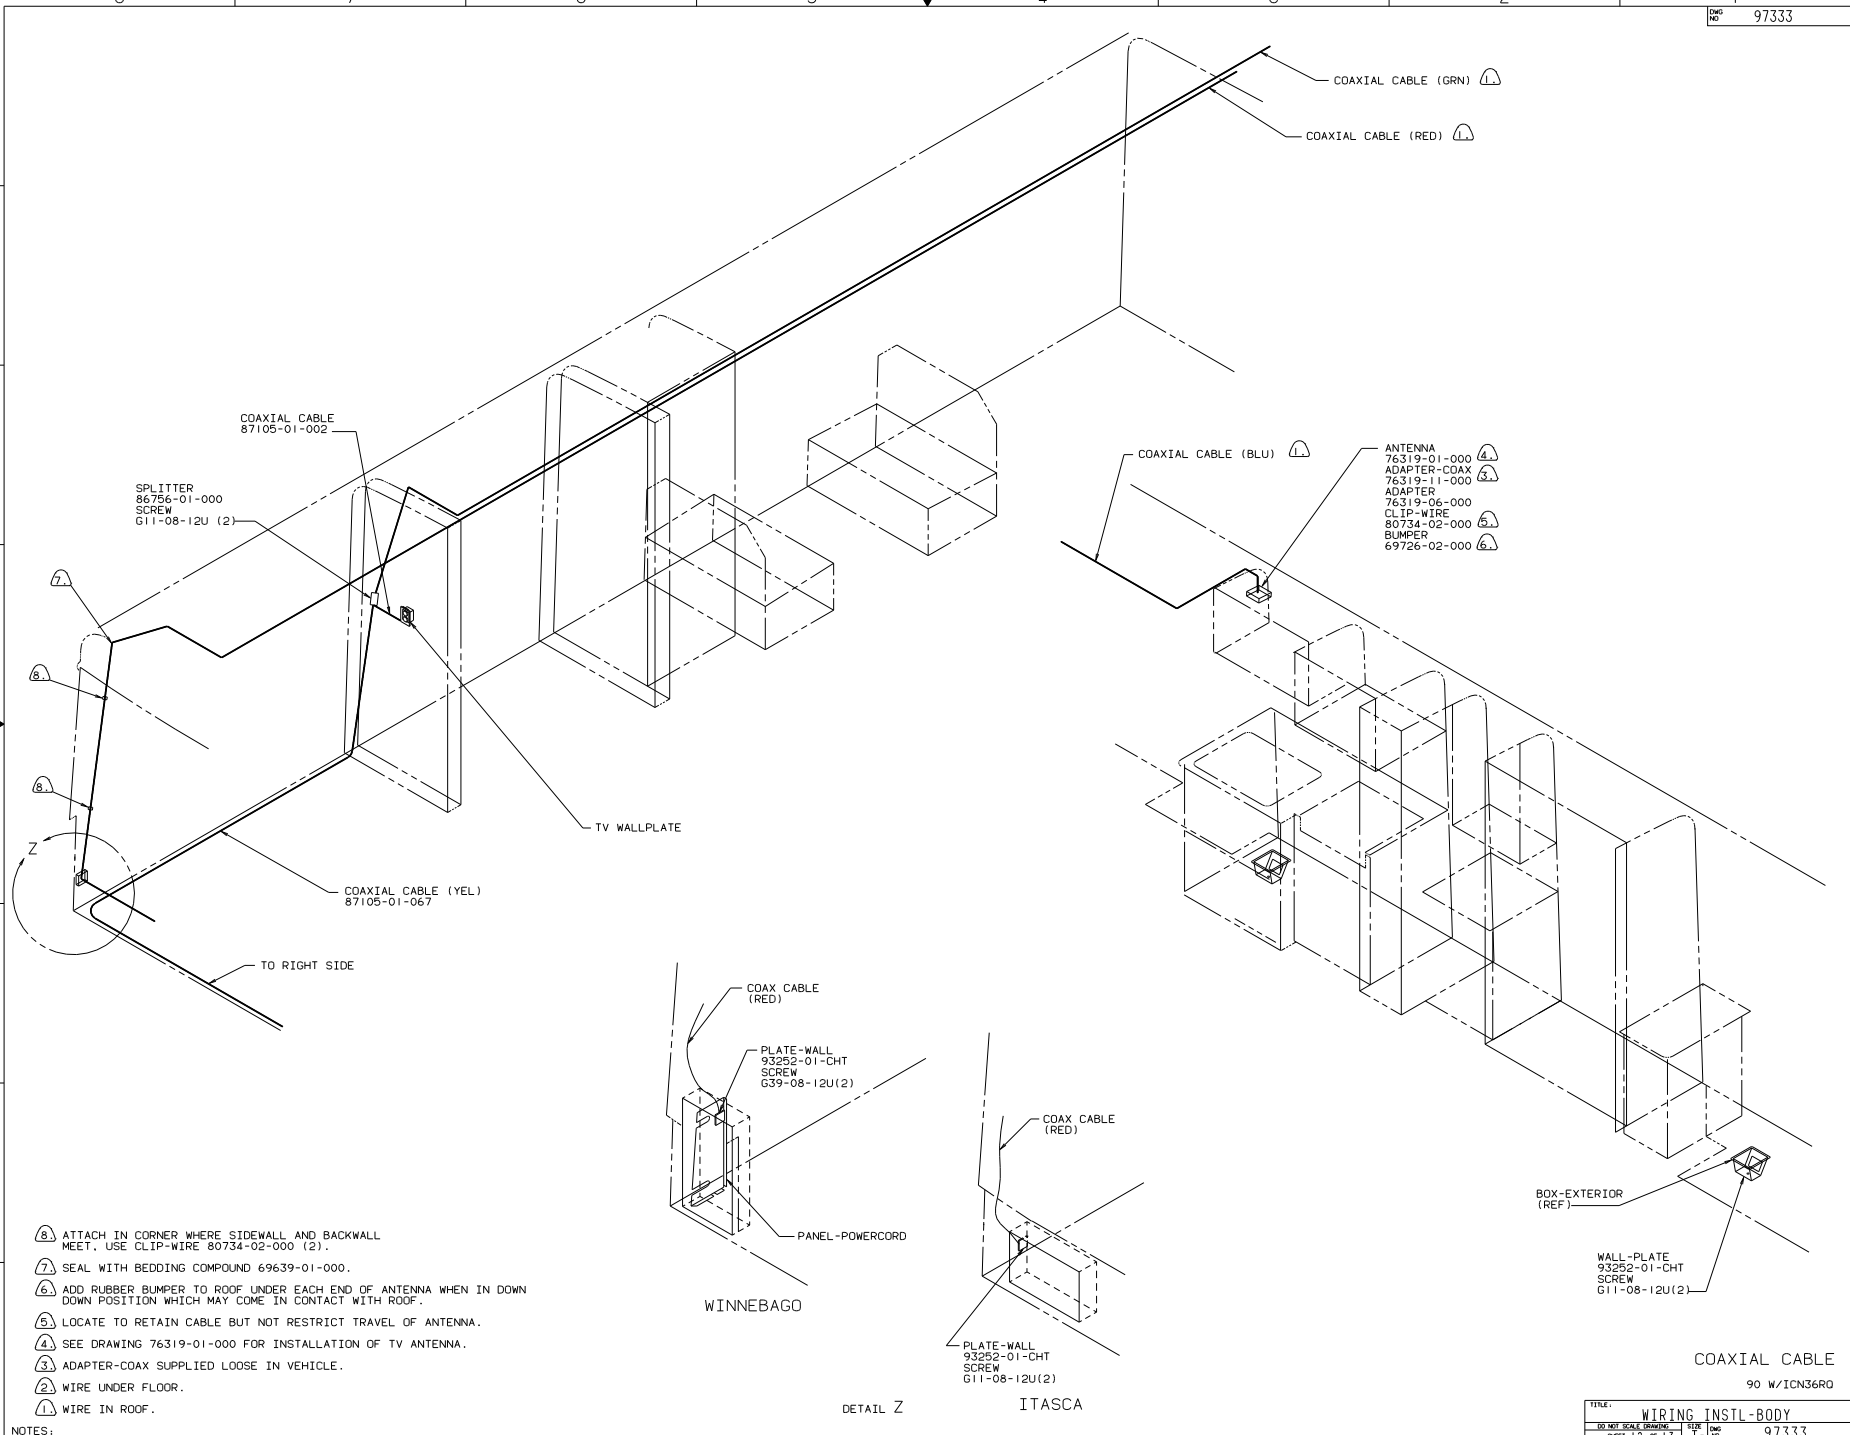 DWG NO 97333
COAXIAL CABLE (GRN) 1.
COAXIAL CABLE (RED) 1.
COAXIAL CABLE
87105-01-002
SPLITTER
86756-01-000
SCREW
G11-08-12U (2)
7.
8.
8.
Z
COAXIAL CABLE (BLU) 1.
ANTENNA
76319-01-000 4.
ADAPTER-COAX
76319-11-000 3.
ADAPTER
76319-06-000
CLIP-WIRE
80734-02-000 5.
BUMPER
69726-02-000 6.
TV WALLPLATE
COAXIAL CABLE (YEL)
87105-01-067
TO RIGHT SIDE
COAX CABLE
(RED)
PLATE-WALL
93252-01-CHT
SCREW
G39-08-12U(2)
PANEL-POWERCORD
WINNEBAGO
COAX CABLE
(RED)
PLATE-WALL
93252-01-CHT
SCREW
G11-08-12U(2)
DETAIL Z
ITASCA
BOX-EXTERIOR
(REF)
WALL-PLATE
93252-01-CHT
SCREW
G11-08-12U(2)
8. ATTACH IN CORNER WHERE SIDEWALL AND BACKWALL
MEET, USE CLIP-WIRE 80734-02-000 (2).
7. SEAL WITH BEDDING COMPOUND 69639-01-000.
6. ADD RUBBER BUMPER TO ROOF UNDER EACH END OF ANTENNA WHEN IN DOWN
DOWN POSITION WHICH MAY COME IN CONTACT WITH ROOF.
5. LOCATE TO RETAIN CABLE BUT NOT RESTRICT TRAVEL OF ANTENNA.
4. SEE DRAWING 76319-01-000 FOR INSTALLATION OF TV ANTENNA.
3. ADAPTER-COAX SUPPLIED LOOSE IN VEHICLE.
2. WIRE UNDER FLOOR.
1. WIRE IN ROOF.
NOTES:
COAXIAL CABLE
90 W/ICN36RQ
TITLE:
WIRING INSTL-BODY
DO NOT SCALE DRAWING SIZE DWG 97333